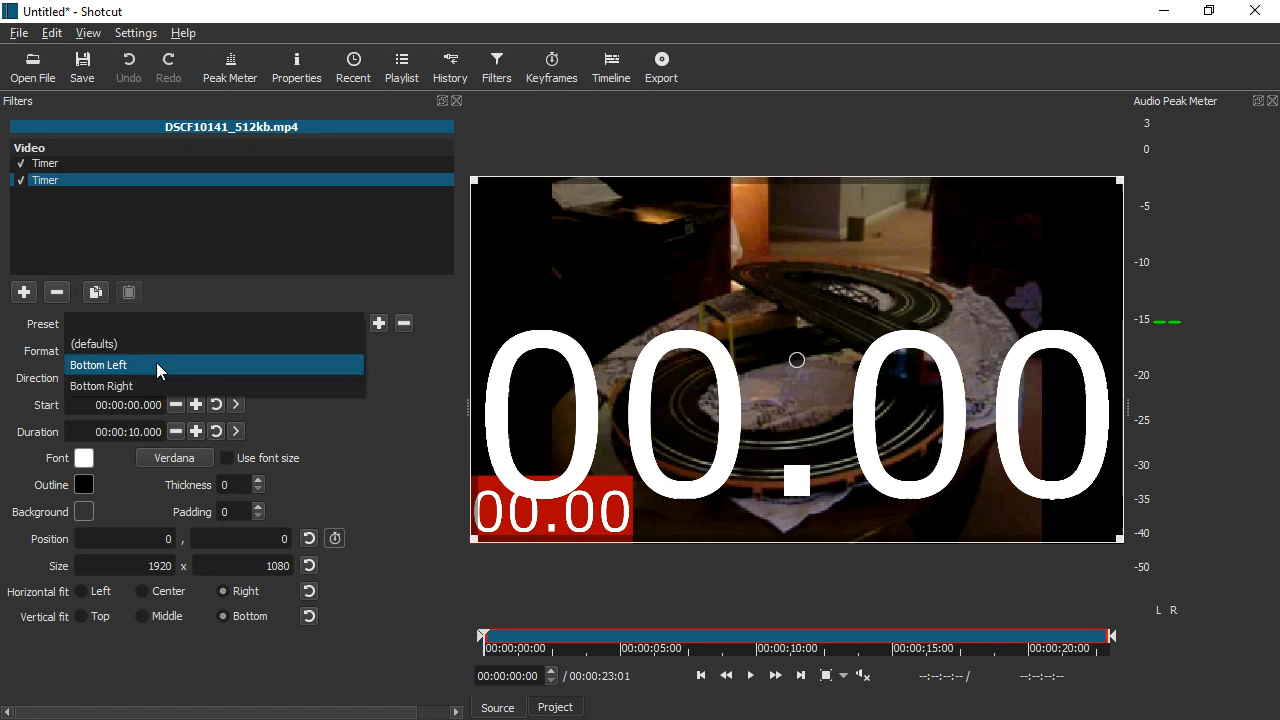 Untitled* - Shotcut
File Edit View Settings Help
Open File Save Undo Redo Peak Meter Properties Recent Playlist History Filters Keyframes Timeline Export
Filters
Audio Peak Meter
DSCF10141_512kb.mp4
Video
✓ Timer
✓ Timer
Preset
(defaults)
Format
Bottom Left
Direction
Bottom Right
Start 00:00:00.000
Duration 00:00:10.000
Font Verdana Use font size
Outline Thickness 0
Background Padding 0
Position 0 , 0
Size 1920 x 1080
Horizontal fit Left Center Right
Vertical fit Top Middle Bottom
00.00
00.00
3
0
-5
-10
-15
-20
-25
-30
-35
-40
-50
L R
00:00:00:00 00:00:05:00 00:00:10:00 00:00:15:00 00:00:20:00
00:00:00:00 / 00:00:23:01 --:--:--:-- / --:--:--:--
Source Project